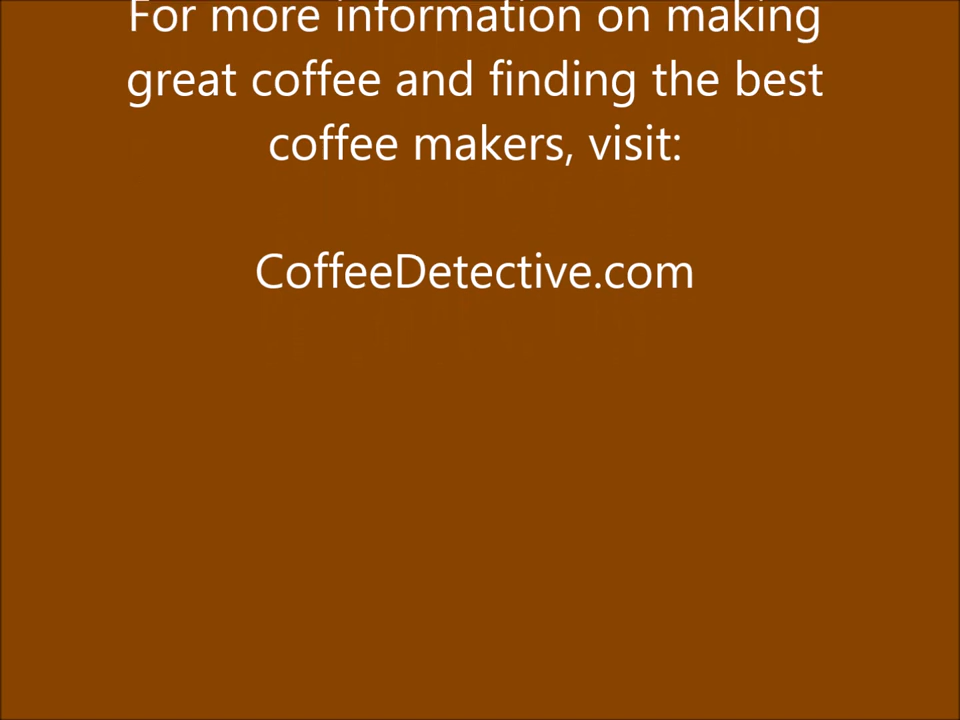 For more information on making
great coffee and finding the best
coffee makers, visit:
CoffeeDetective.com